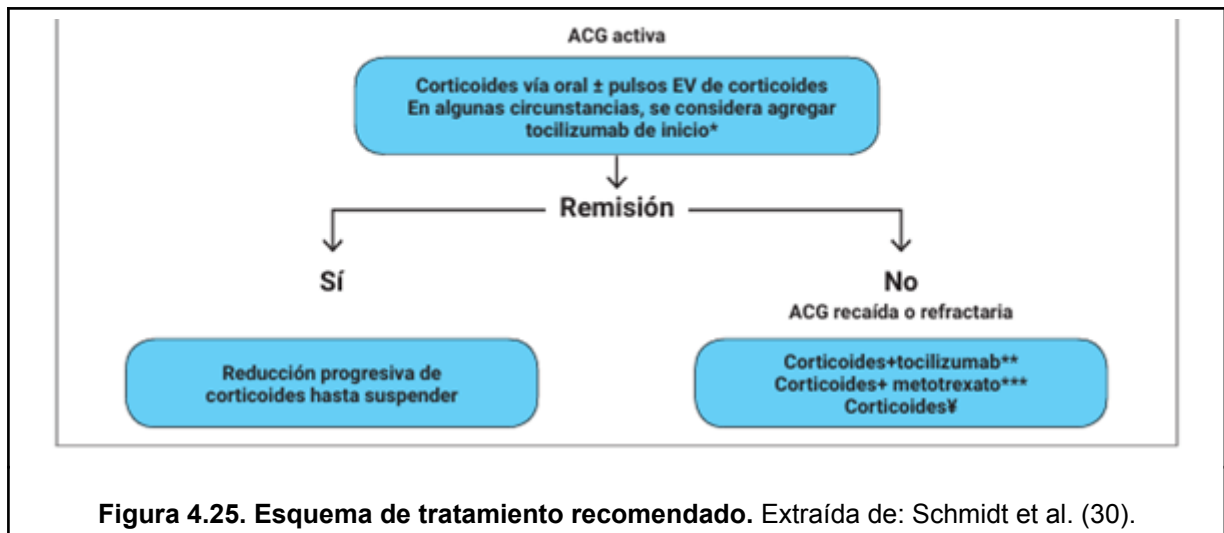 ACG activa
Corticoides vía oral ± pulsos EV de corticoides
En algunas circunstancias, se considera agregar
tocilizumab de inicio*
Remisión
Sí
No
ACG recaída o refractaria
Reducción progresiva de
corticoides hasta suspender
Corticoides+tocilizumab**
Corticoides+ metotrexato***
Corticoides¥
Figura 4.25. Esquema de tratamiento recomendado. Extraída de: Schmidt et al. (30).